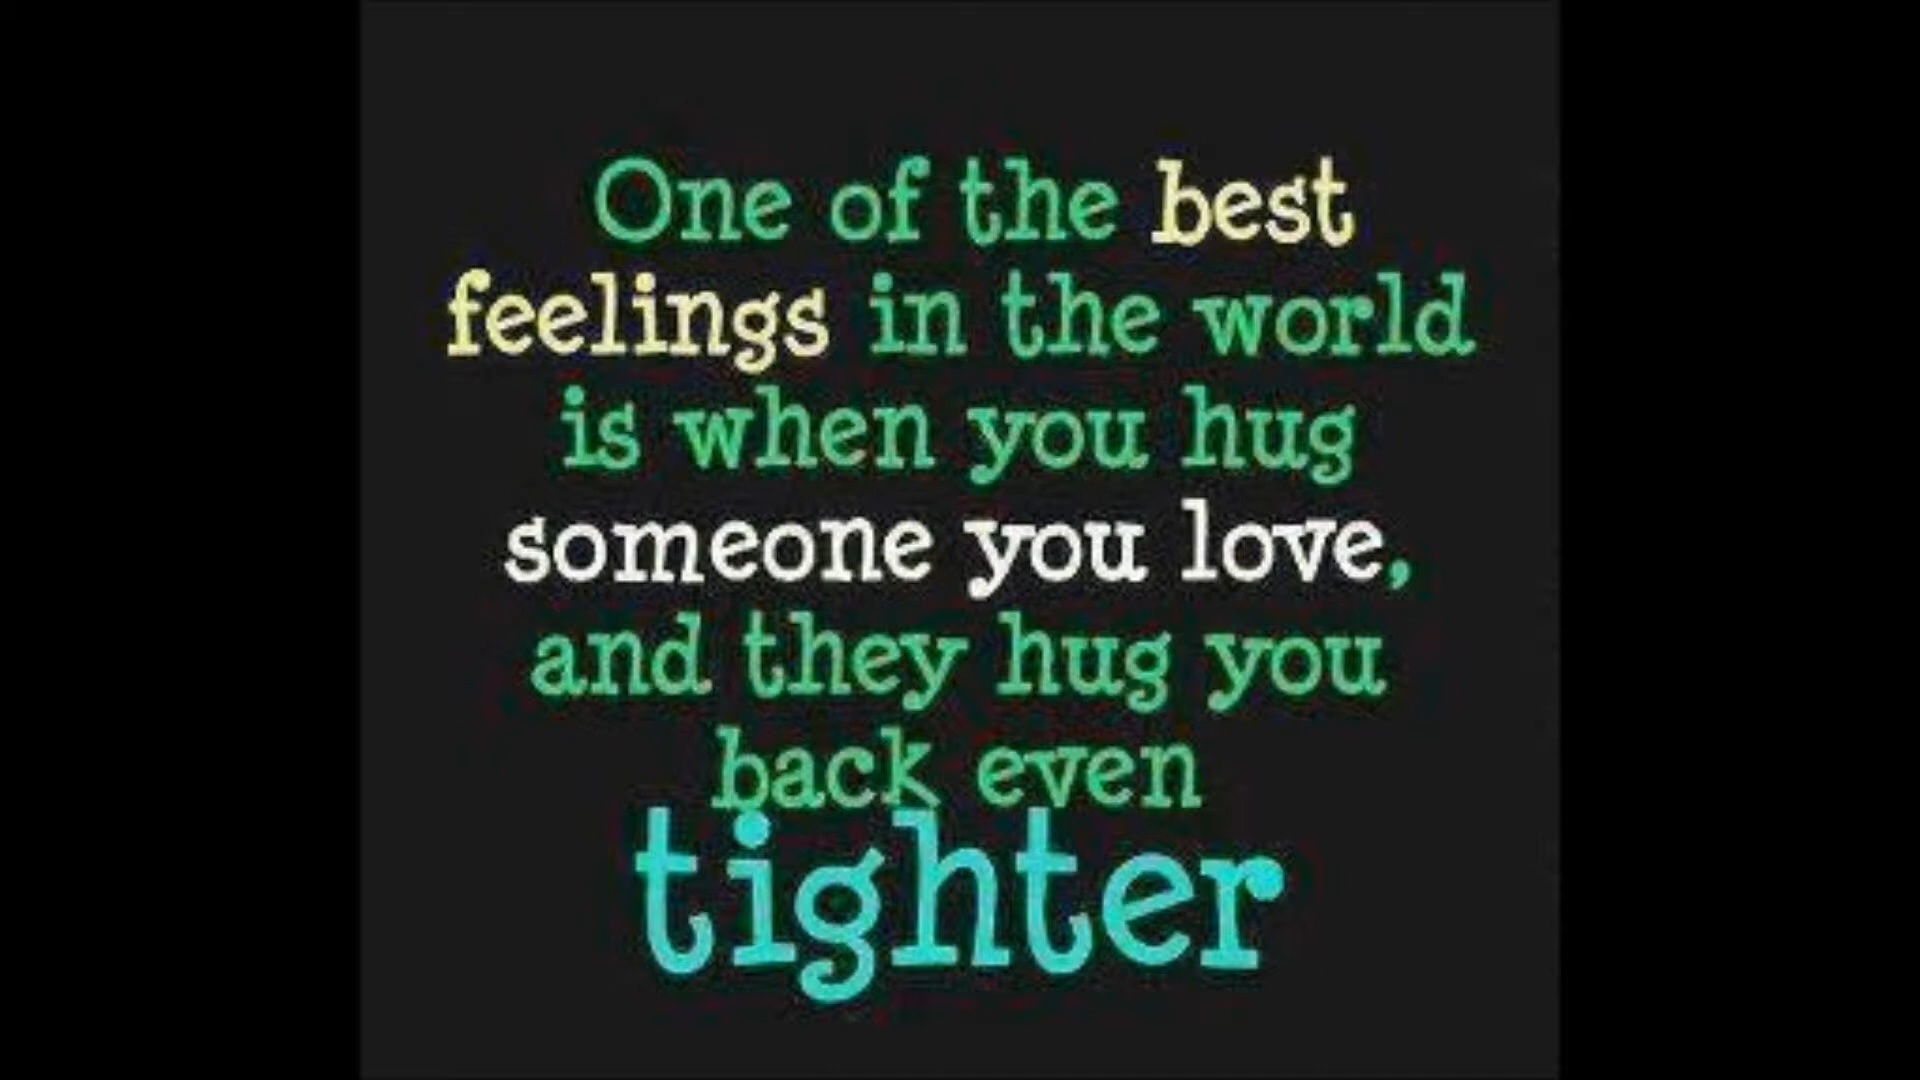 One of the best
feelings in the world
is when you hug
someone you love,
and they hug you
back even
tighter